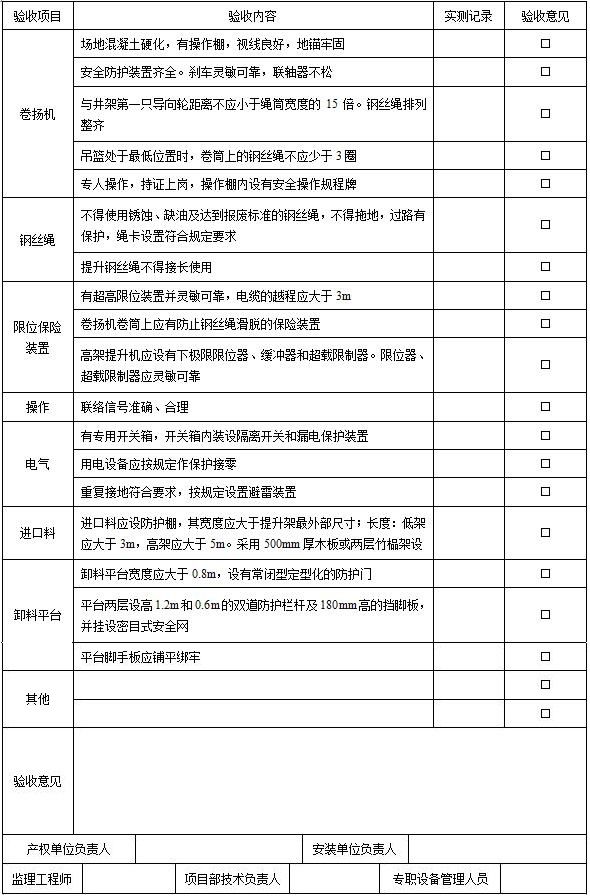 验收项目 验收内容 实测记录 验收意见
卷扬机
场地混凝土硬化，有操作棚，视线良好，地锚牢固 □
安全防护装置齐全。刹车灵敏可靠，联轴器不松 □
与井架第一只导向轮距离不应小于绳筒宽度的 15 倍。钢丝绳排列
整齐 □
吊篮处于最低位置时，卷筒上的钢丝绳不应少于 3 圈 □
专人操作，持证上岗，操作棚内设有安全操作规程牌 □
钢丝绳
不得使用锈蚀、缺油及达到报废标准的钢丝绳，不得拖地，过路有
保护，绳卡设置符合规定要求 □
提升钢丝绳不得接长使用 □
限位保险
装置
有超高限位装置并灵敏可靠，电缆的越程应大于 3m □
卷扬机卷筒上应有防止钢丝绳滑脱的保险装置 □
高架提升机应设有下极限限位器、缓冲器和超载限制器。限位器、
超载限制器应灵敏可靠 □
操作 联络信号准确、合理 □
电气
有专用开关箱，开关箱内装设隔离开关和漏电保护装置 □
用电设备应按规定作保护接零 □
重复接地符合要求，按规定设置避雷装置 □
进口料
进口料应设防护棚，其宽度应大于提升架最外部尺寸；长度：低架
应大于 3m，高架应大于 5m。采用 500mm 厚木板或两层竹榀架设 □
卸料平台
卸料平台宽度应大于 0.8m，设有常闭型定型化的防护门 □
平台两层设高 1.2m 和 0.6m 的双道防护栏杆及 180mm 高的挡脚板，
并挂设密目式安全网 □
平台脚手板应铺平绑牢 □
其他 □
□
验收意见
产权单位负责人 安装单位负责人
监理工程师 项目部技术负责人 专职设备管理人员